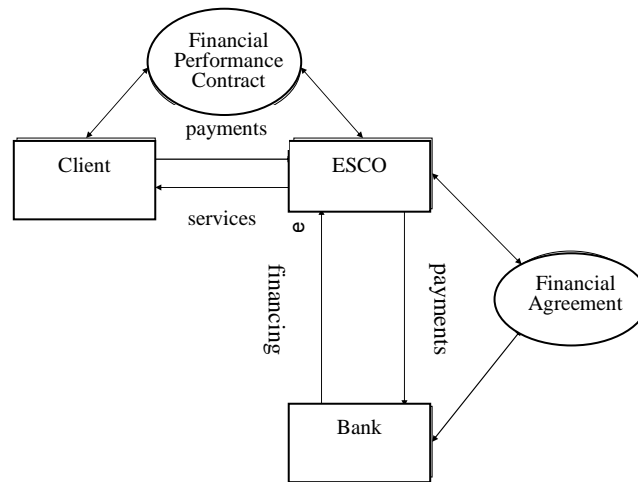 Financial
Performance
Contract
payments
Client
ESCO
services
e
financing
payments
Financial
Agreement
Bank